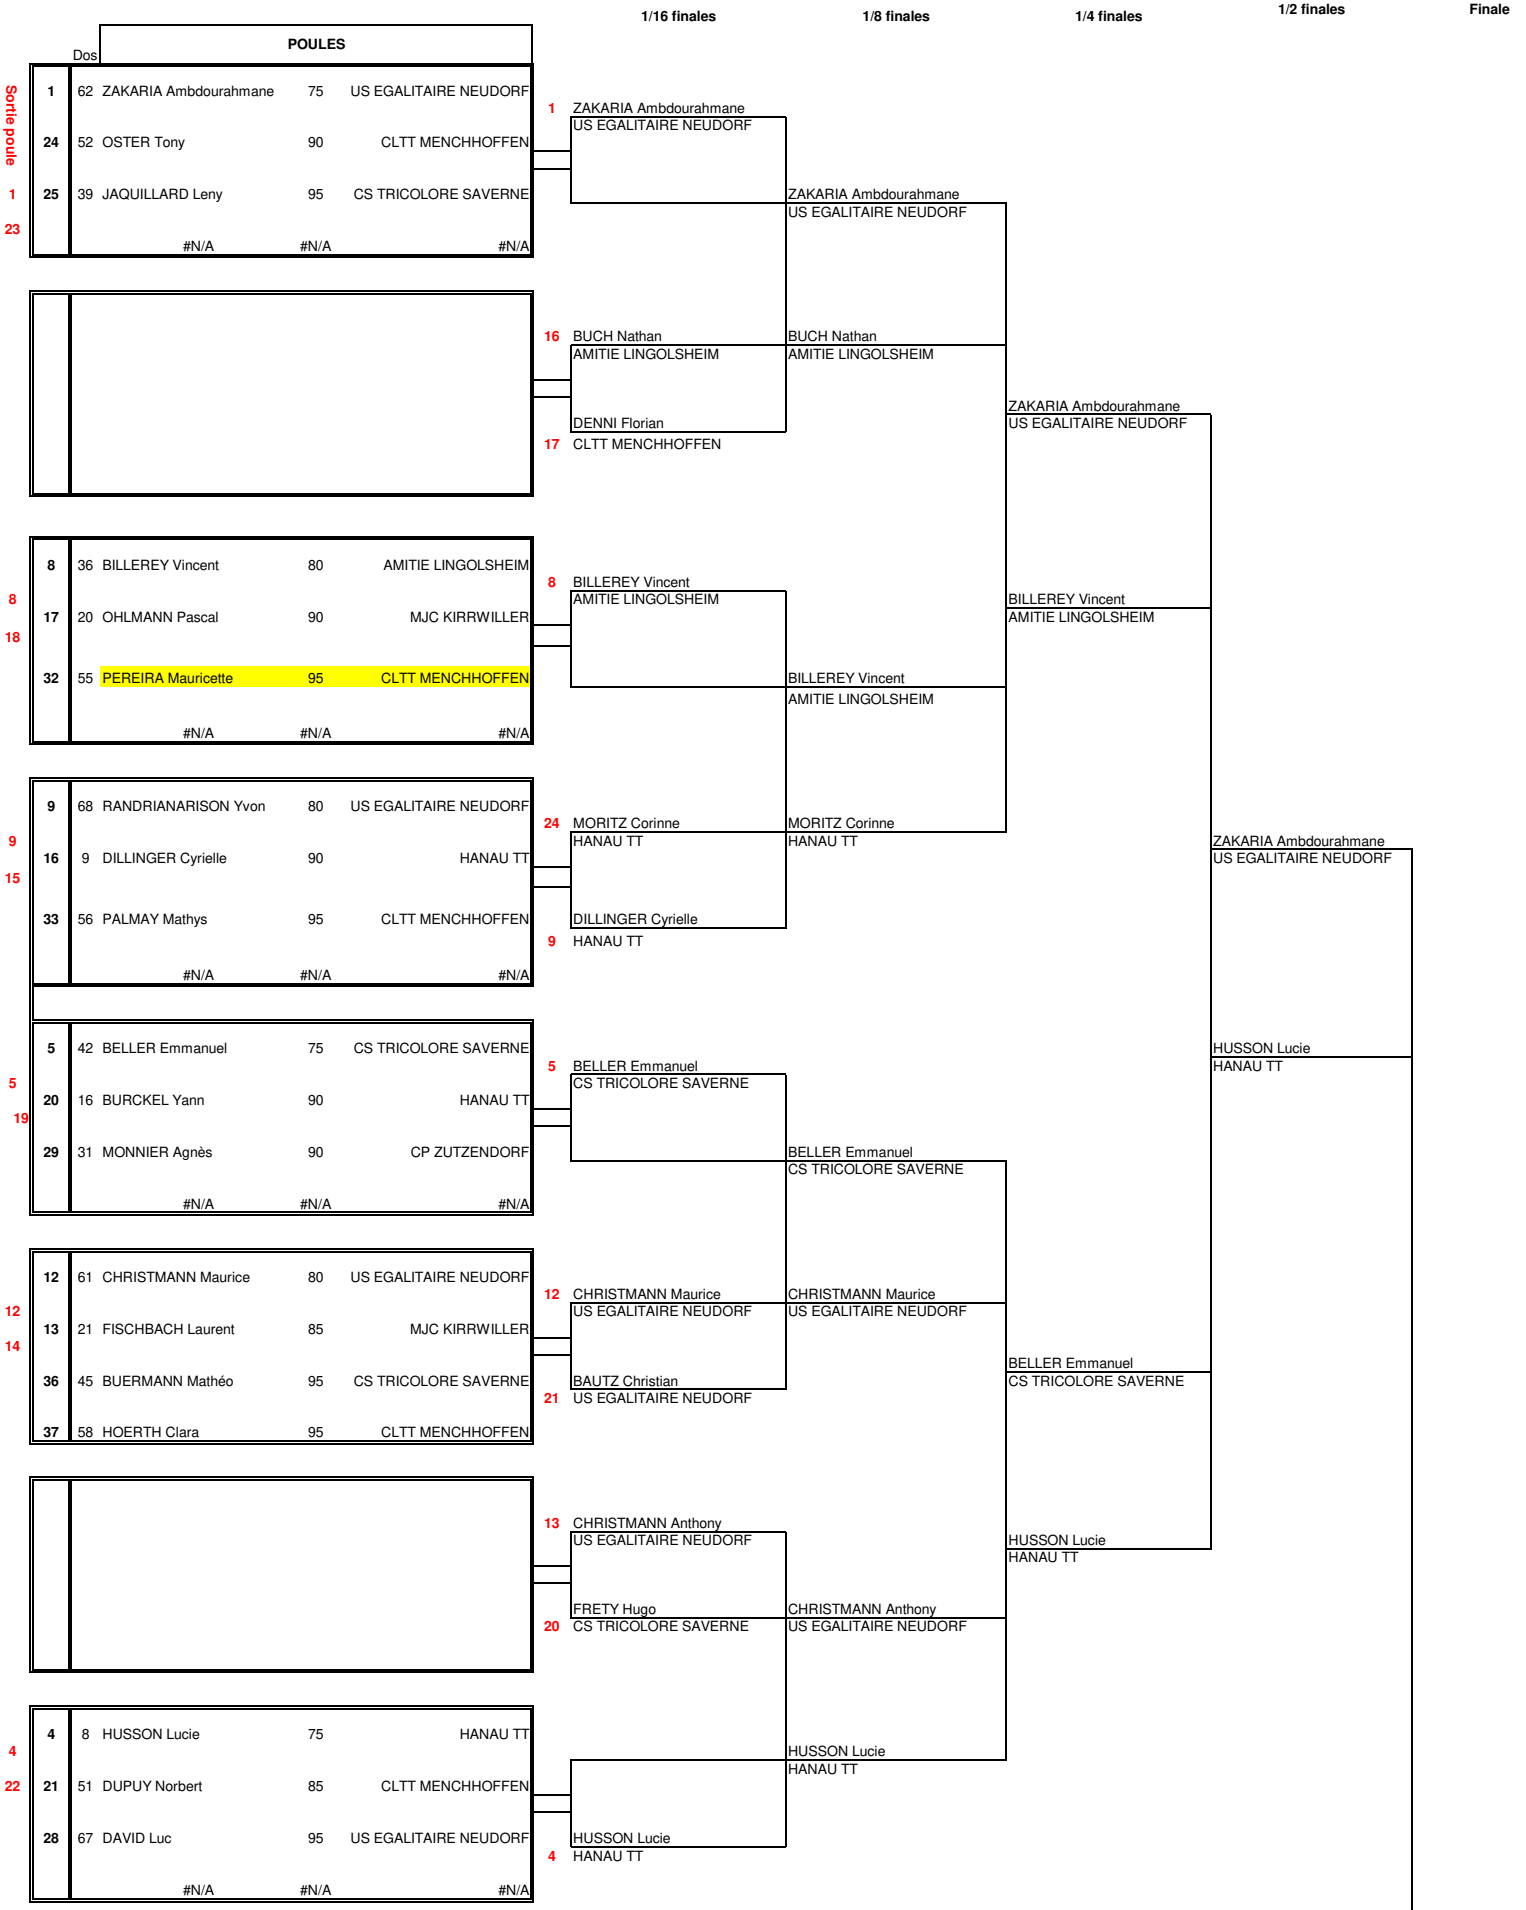 1/16 finales 1/8 finales 1/4 finales 1/2 finales Finale
Dos POULES
Sortie poule
1 62 ZAKARIA Ambdourahmane 75 US EGALITAIRE NEUDORF
24 52 OSTER Tony 90 CLTT MENCHHOFFEN
1 25 39 JAQUILLARD Leny 95 CS TRICOLORE SAVERNE
23
#N/A #N/A #N/A
8 36 BILLEREY Vincent 80 AMITIE LINGOLSHEIM
8
17 20 OHLMANN Pascal 90 MJC KIRRWILLER
18
32 55 PEREIRA Mauricette 95 CLTT MENCHHOFFEN
#N/A #N/A #N/A
9 68 RANDRIANARISON Yvon 80 US EGALITAIRE NEUDORF
9
16 9 DILLINGER Cyrielle 90 HANAU TT
15
33 56 PALMAY Mathys 95 CLTT MENCHHOFFEN
#N/A #N/A #N/A
5 42 BELLER Emmanuel 75 CS TRICOLORE SAVERNE
5
20 16 BURCKEL Yann 90 HANAU TT
19
29 31 MONNIER Agnès 90 CP ZUTZENDORF
#N/A #N/A #N/A
12 61 CHRISTMANN Maurice 80 US EGALITAIRE NEUDORF
12
13 21 FISCHBACH Laurent 85 MJC KIRRWILLER
14
36 45 BUERMANN Mathéo 95 CS TRICOLORE SAVERNE
37 58 HOERTH Clara 95 CLTT MENCHHOFFEN
4 8 HUSSON Lucie 75 HANAU TT
4
22 21 51 DUPUY Norbert 85 CLTT MENCHHOFFEN
28 67 DAVID Luc 95 US EGALITAIRE NEUDORF
#N/A #N/A #N/A
1 ZAKARIA Ambdourahmane
US EGALITAIRE NEUDORF
16 BUCH Nathan
AMITIE LINGOLSHEIM
DENNI Florian
17 CLTT MENCHHOFFEN
8 BILLEREY Vincent
AMITIE LINGOLSHEIM
24 MORITZ Corinne
HANAU TT
DILLINGER Cyrielle
9 HANAU TT
5 BELLER Emmanuel
CS TRICOLORE SAVERNE
12 CHRISTMANN Maurice
US EGALITAIRE NEUDORF
BAUTZ Christian
21 US EGALITAIRE NEUDORF
13 CHRISTMANN Anthony
US EGALITAIRE NEUDORF
FRETY Hugo
20 CS TRICOLORE SAVERNE
HUSSON Lucie
4 HANAU TT
ZAKARIA Ambdourahmane
US EGALITAIRE NEUDORF
BUCH Nathan
AMITIE LINGOLSHEIM
BILLEREY Vincent
AMITIE LINGOLSHEIM
MORITZ Corinne
HANAU TT
BELLER Emmanuel
CS TRICOLORE SAVERNE
CHRISTMANN Maurice
US EGALITAIRE NEUDORF
CHRISTMANN Anthony
US EGALITAIRE NEUDORF
HUSSON Lucie
HANAU TT
ZAKARIA Ambdourahmane
US EGALITAIRE NEUDORF
BILLEREY Vincent
AMITIE LINGOLSHEIM
BELLER Emmanuel
CS TRICOLORE SAVERNE
HUSSON Lucie
HANAU TT
ZAKARIA Ambdourahmane
US EGALITAIRE NEUDORF
HUSSON Lucie
HANAU TT